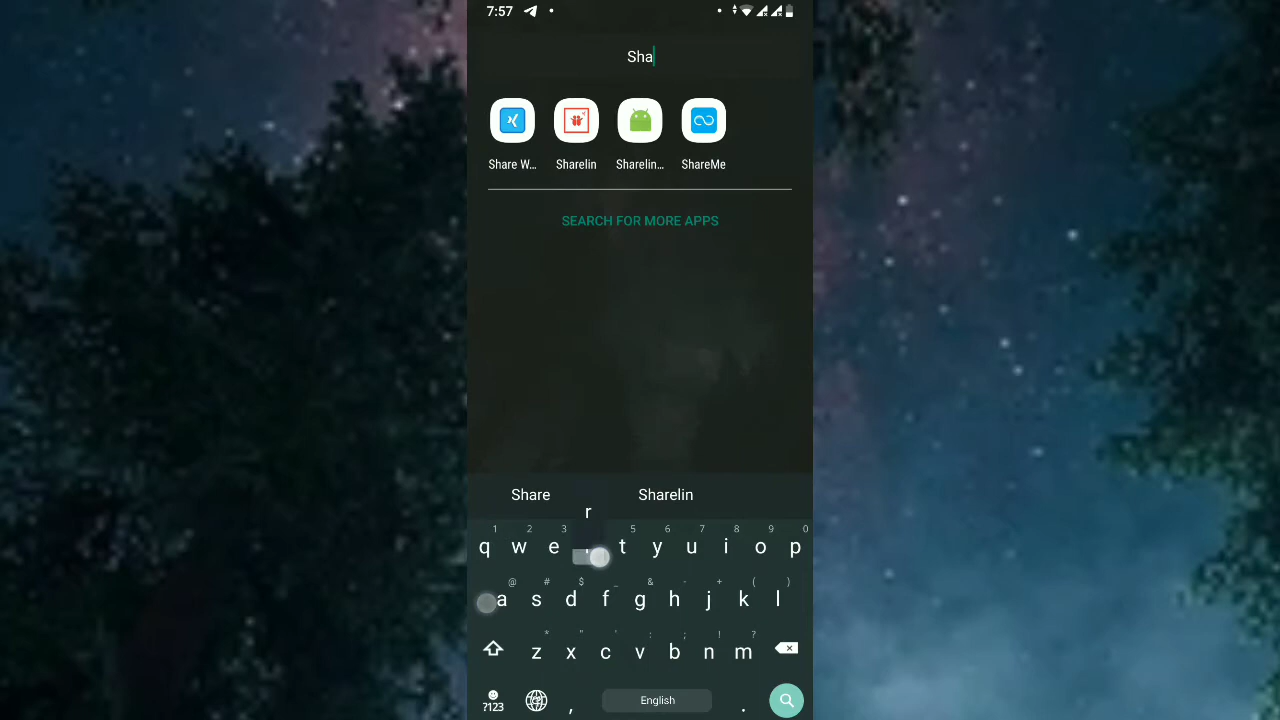 7:57
Sha
Share W... Sharelin Sharelin... ShareMe
SEARCH FOR MORE APPS
Share Sharelin
r
1 2 3 5 6 7 8 9 0
q w e t y u i o p
@ # $ _ & - + ( )
a s d f g h j k l
* " ' : ; ! ?
z x c v b n m
?123 , English .